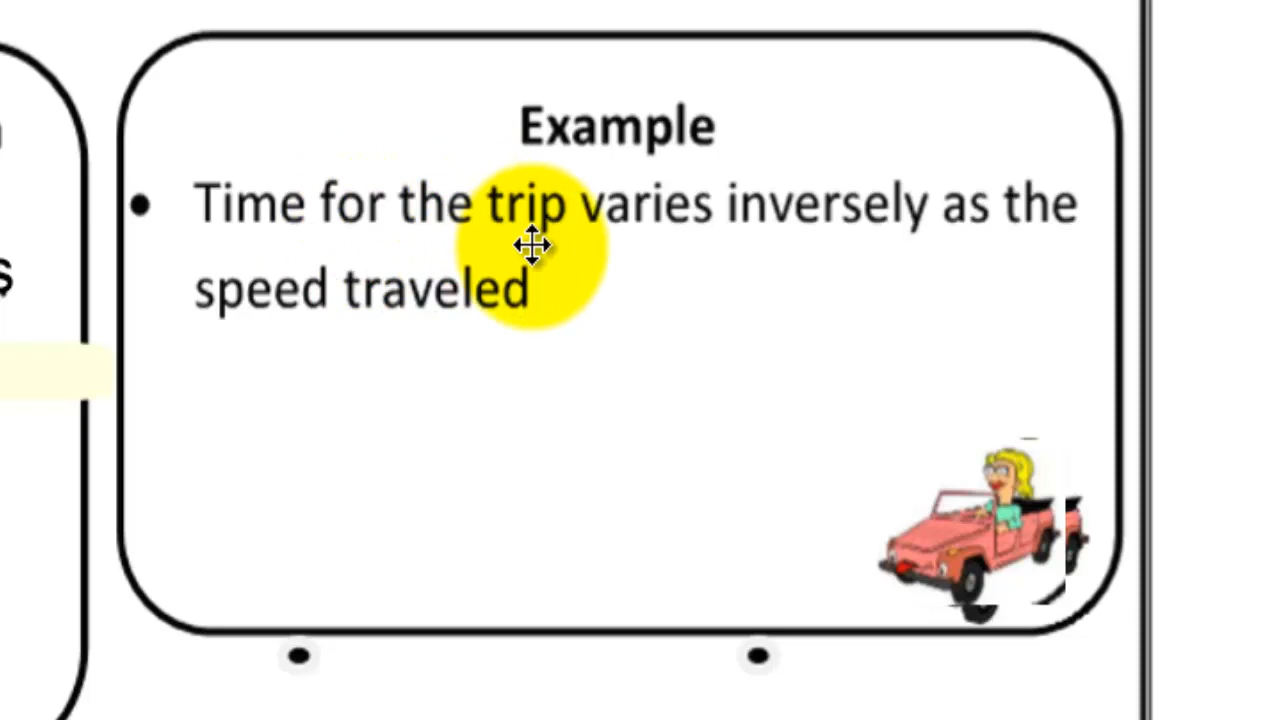 Example
• Time for the trip varies inversely as the
speed traveled
s